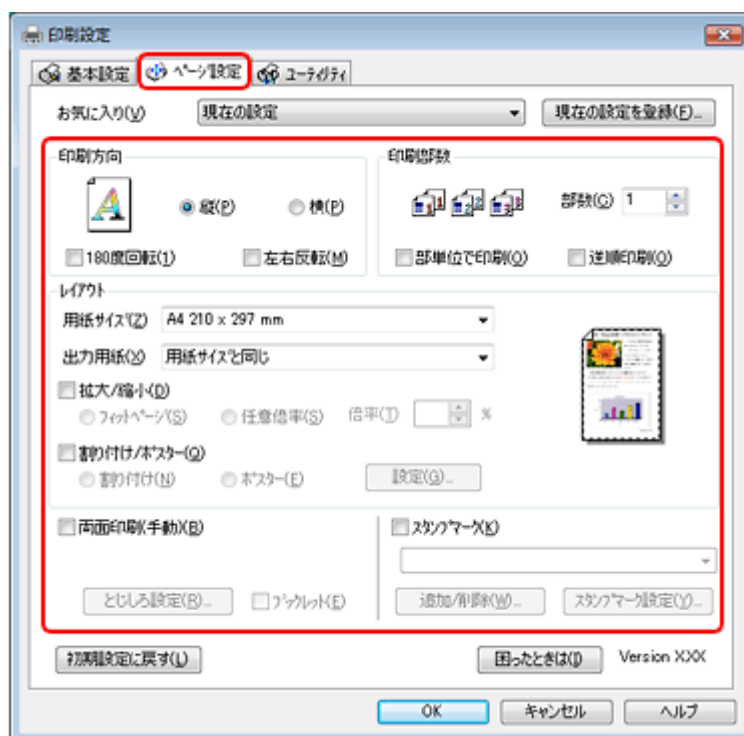 印刷設定
基本設定 ページ設定 ユーティリティ
お気に入り(V) 現在の設定 現在の設定を登録(F)...
印刷方向 印刷部数
縦(P) 横(P) 部数(C) 1
180度回転(1) 左右反転(M) 部単位で印刷(O) 逆順印刷(O)
レイアウト
用紙サイズ(Z) A4 210 x 297 mm
出力用紙(X) 用紙サイズと同じ
拡大/縮小(D)
フィットページ(S) 任意倍率(S) 倍率(T) %
割り付け/ポスター(Q)
割り付け(N) ポスター(E) 設定(G)...
両面印刷(手動)(B) スタンプマーク(K)
とじしろ設定(R)... ブックレット(E) 追加/削除(W)... スタンプマーク設定(Y)...
初期設定に戻す(L) 困ったときは(I) Version XXX
OK キャンセル ヘルプ